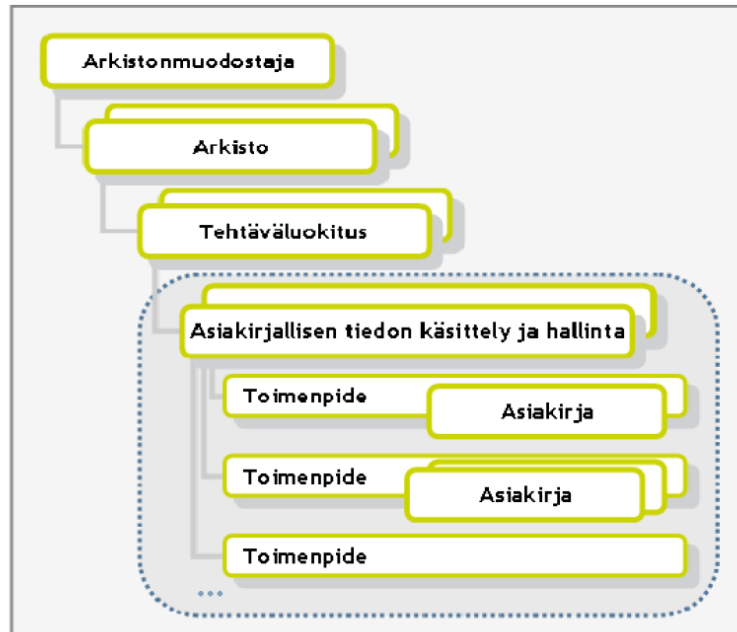 Arkistonmuodostaja
Arkisto
Tehtäväluokitus
Asiakirjallisen tiedon käsittely ja hallinta
Toimenpide
Asiakirja
Toimenpide
Asiakirja
Toimenpide
...